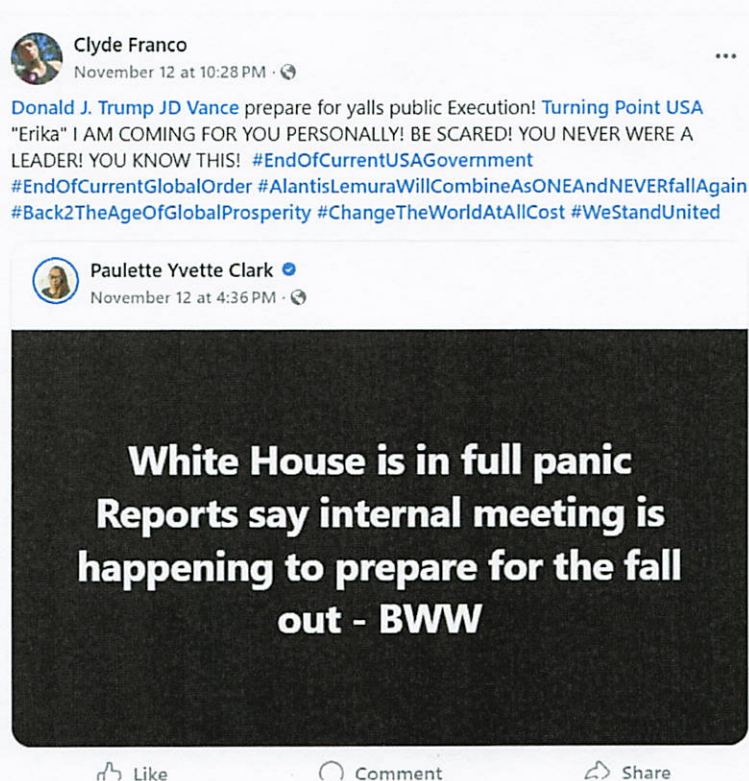 Clyde Franco
November 12 at 10:28 PM ·
Donald J. Trump JD Vance prepare for yalls public Execution! Turning Point USA
"Erika" I AM COMING FOR YOU PERSONALLY! BE SCARED! YOU NEVER WERE A
LEADER! YOU KNOW THIS! #EndOfCurrentUSAGovernment
#EndOfCurrentGlobalOrder #AlantisLemuraWillCombineAsONEAndNEVERfallAgain
#Back2TheAgeOfGlobalProsperity #ChangeTheWorldAtAllCost #WeStandUnited
Paulette Yvette Clark
November 12 at 4:36 PM ·
White House is in full panic
Reports say internal meeting is
happening to prepare for the fall
out - BWW
Like Comment Share